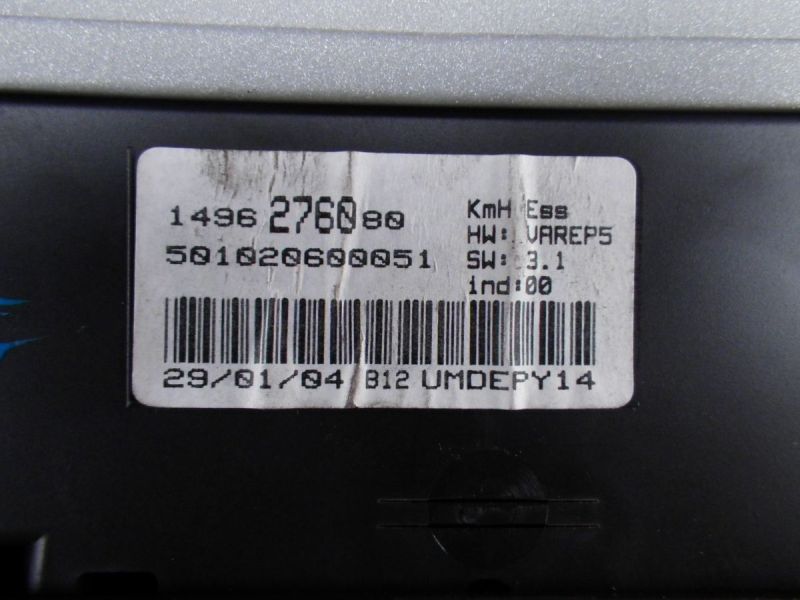 1496 2760 80
501020600051
KmH Ess
HW: VAREP5
SW: 3.1
ind:00
29/01/04 B12 UMDEPY14